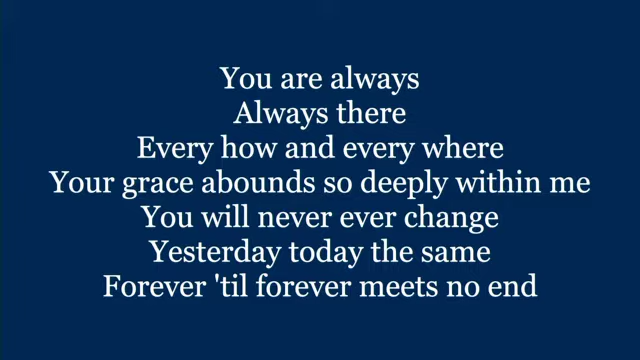 You are always
Always there
Every how and every where
Your grace abounds so deeply within me
You will never ever change
Yesterday today the same
Forever 'til forever meets no end